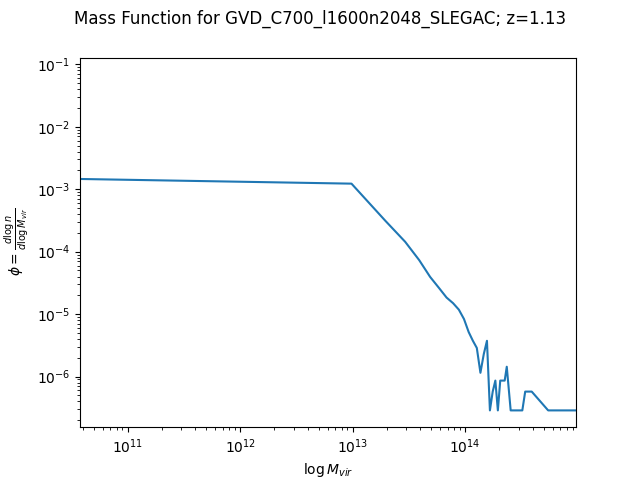 Mass Function for GVD_C700_l1600n2048_SLEGAC; z=1.13
10⁻¹
10⁻²
10⁻³
10⁻⁴
10⁻⁵
10⁻⁶
ϕ = d log n / d log M_vir
10¹¹ 10¹² 10¹³ 10¹⁴
log M_vir